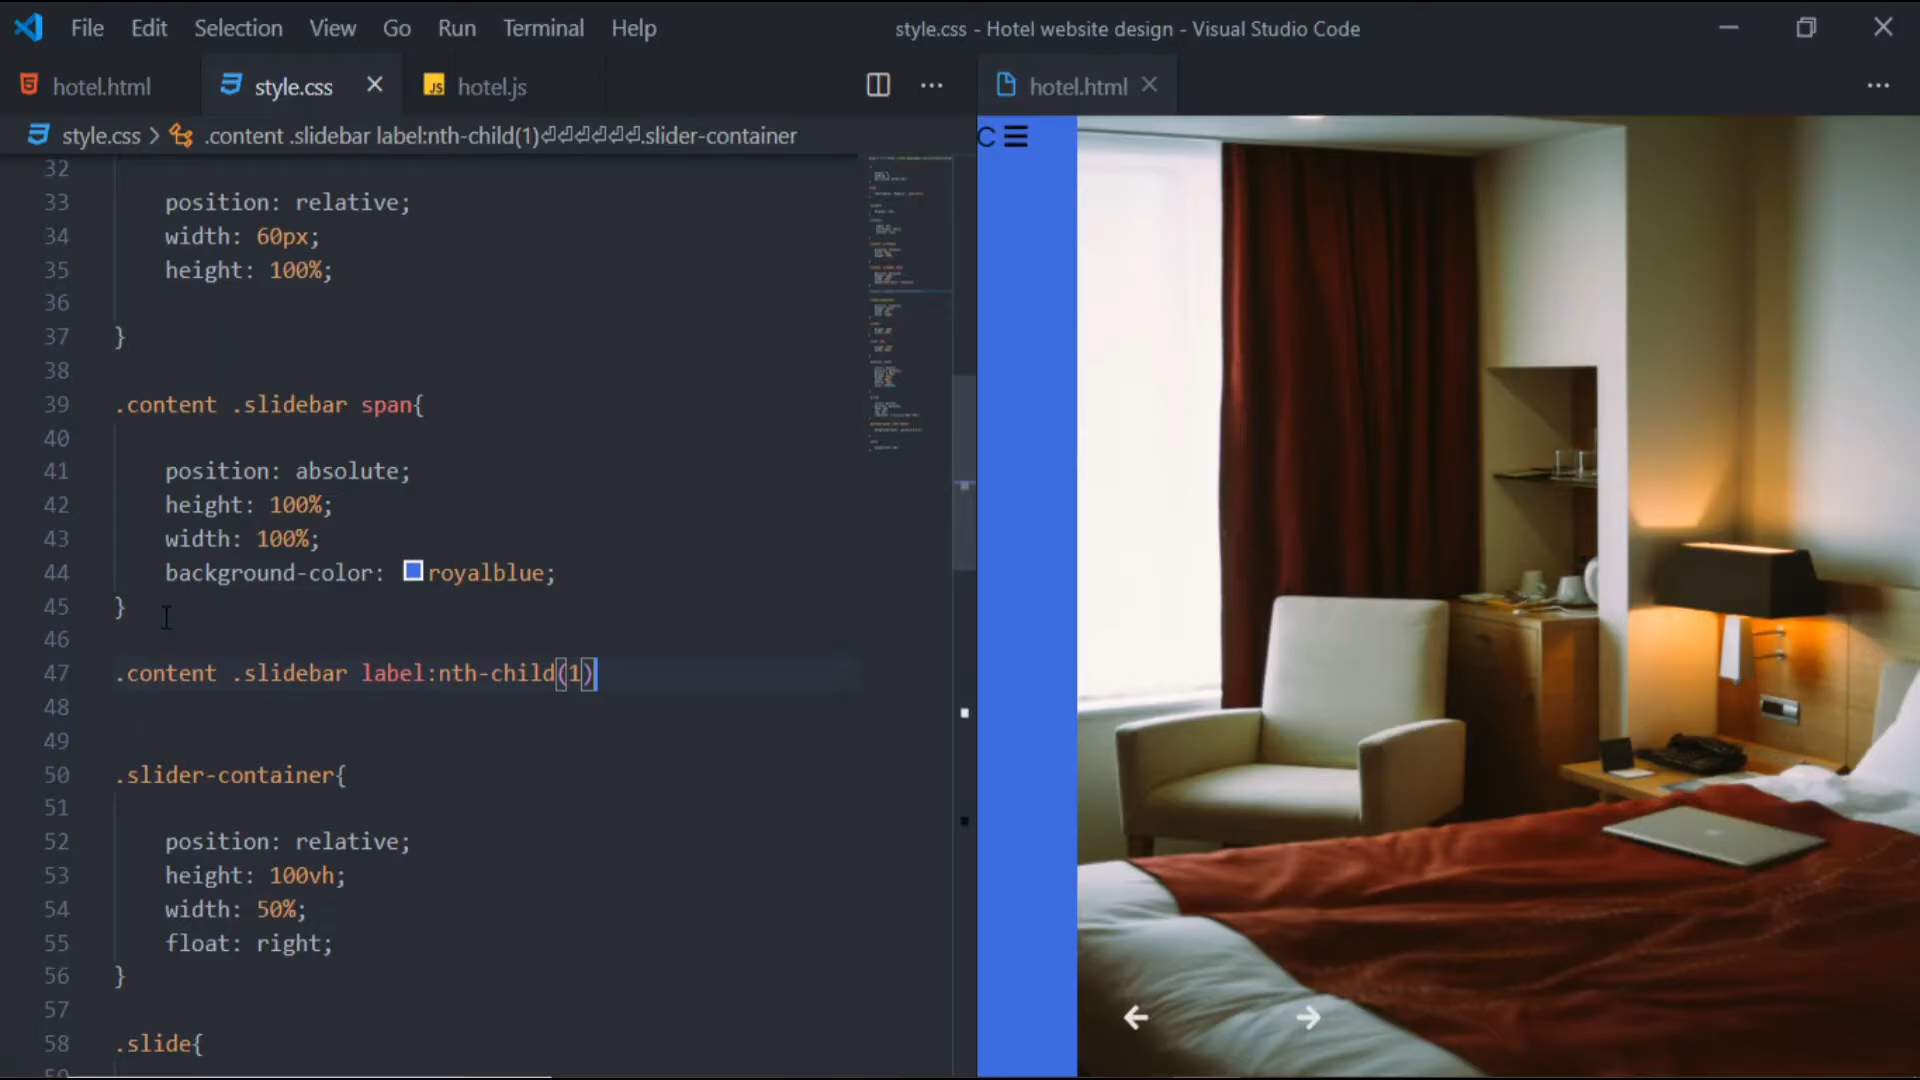 File Edit Selection View Go Run Terminal Help
style.css - Hotel website design - Visual Studio Code
hotel.html
style.css
JS hotel.js
hotel.html
style.css > .content .slidebar label:nth-child(1)⏎⏎⏎⏎⏎⏎.slider-container
32
33 position: relative;
34 width: 60px;
35 height: 100%;
36
37 }
38
39 .content .slidebar span{
40
41 position: absolute;
42 height: 100%;
43 width: 100%;
44 background-color: royalblue;
45 }
46
47 .content .slidebar label:nth-child(1)
48
49
50 .slider-container{
51
52 position: relative;
53 height: 100vh;
54 width: 50%;
55 float: right;
56 }
57
58 .slide{
C